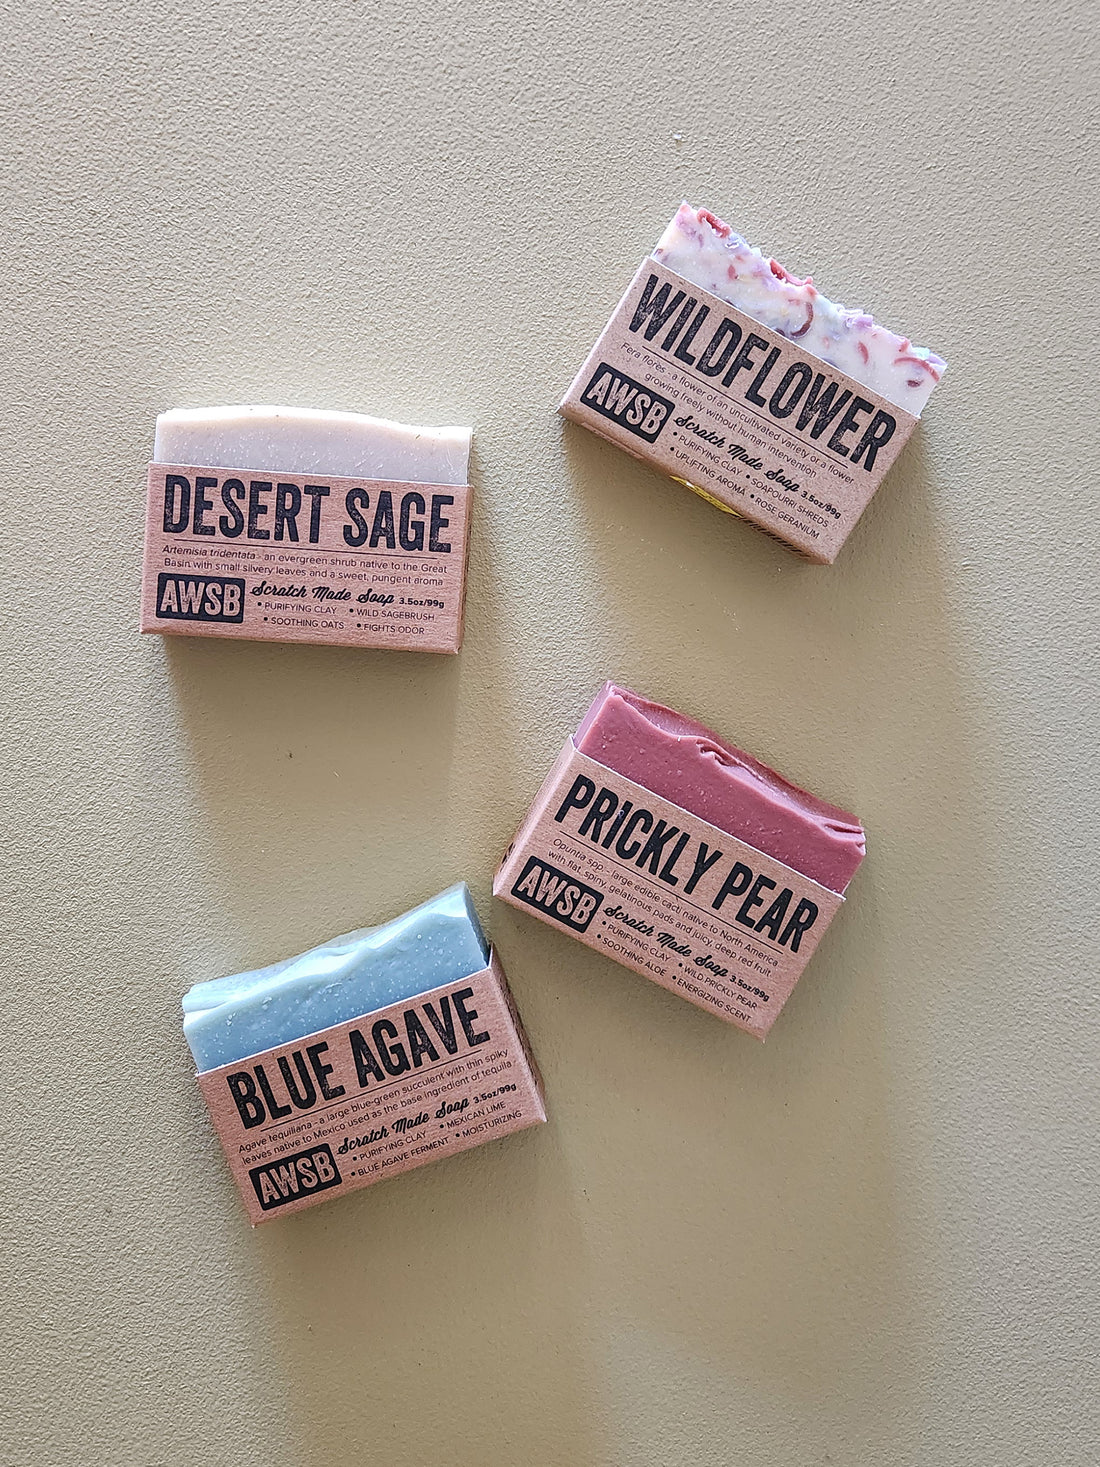 WILDFLOWER
Fera flores - a flower of an uncultivated variety or a flower
growing freely without human intervention
AWSB
Scratch Made Soap 3.5oz/99g
• PURIFYING CLAY • SOAPOURRI SHREDS
• UPLIFTING AROMA • ROSE GERANIUM
DESERT SAGE
Artemisia tridentata - an evergreen shrub native to the Great
Basin with small silvery leaves and a sweet, pungent aroma
AWSB
Scratch Made Soap 3.5oz/99g
• PURIFYING CLAY • WILD SAGEBRUSH
• SOOTHING OATS • FIGHTS ODOR
PRICKLY PEAR
Opuntia spp. - large edible cacti native to North America
with flat, spiny, gelatinous pads and juicy, deep red fruit
AWSB
Scratch Made Soap 3.5oz/99g
• PURIFYING CLAY • WILD PRICKLY PEAR
• SOOTHING ALOE • ENERGIZING SCENT
BLUE AGAVE
Agave tequiliana - a large blue-green succulent with thin spiky
leaves native to Mexico used as the base ingredient of tequila
AWSB
Scratch Made Soap 3.5oz/99g
• PURIFYING CLAY • MEXICAN LIME
• BLUE AGAVE FERMENT • MOISTURIZING